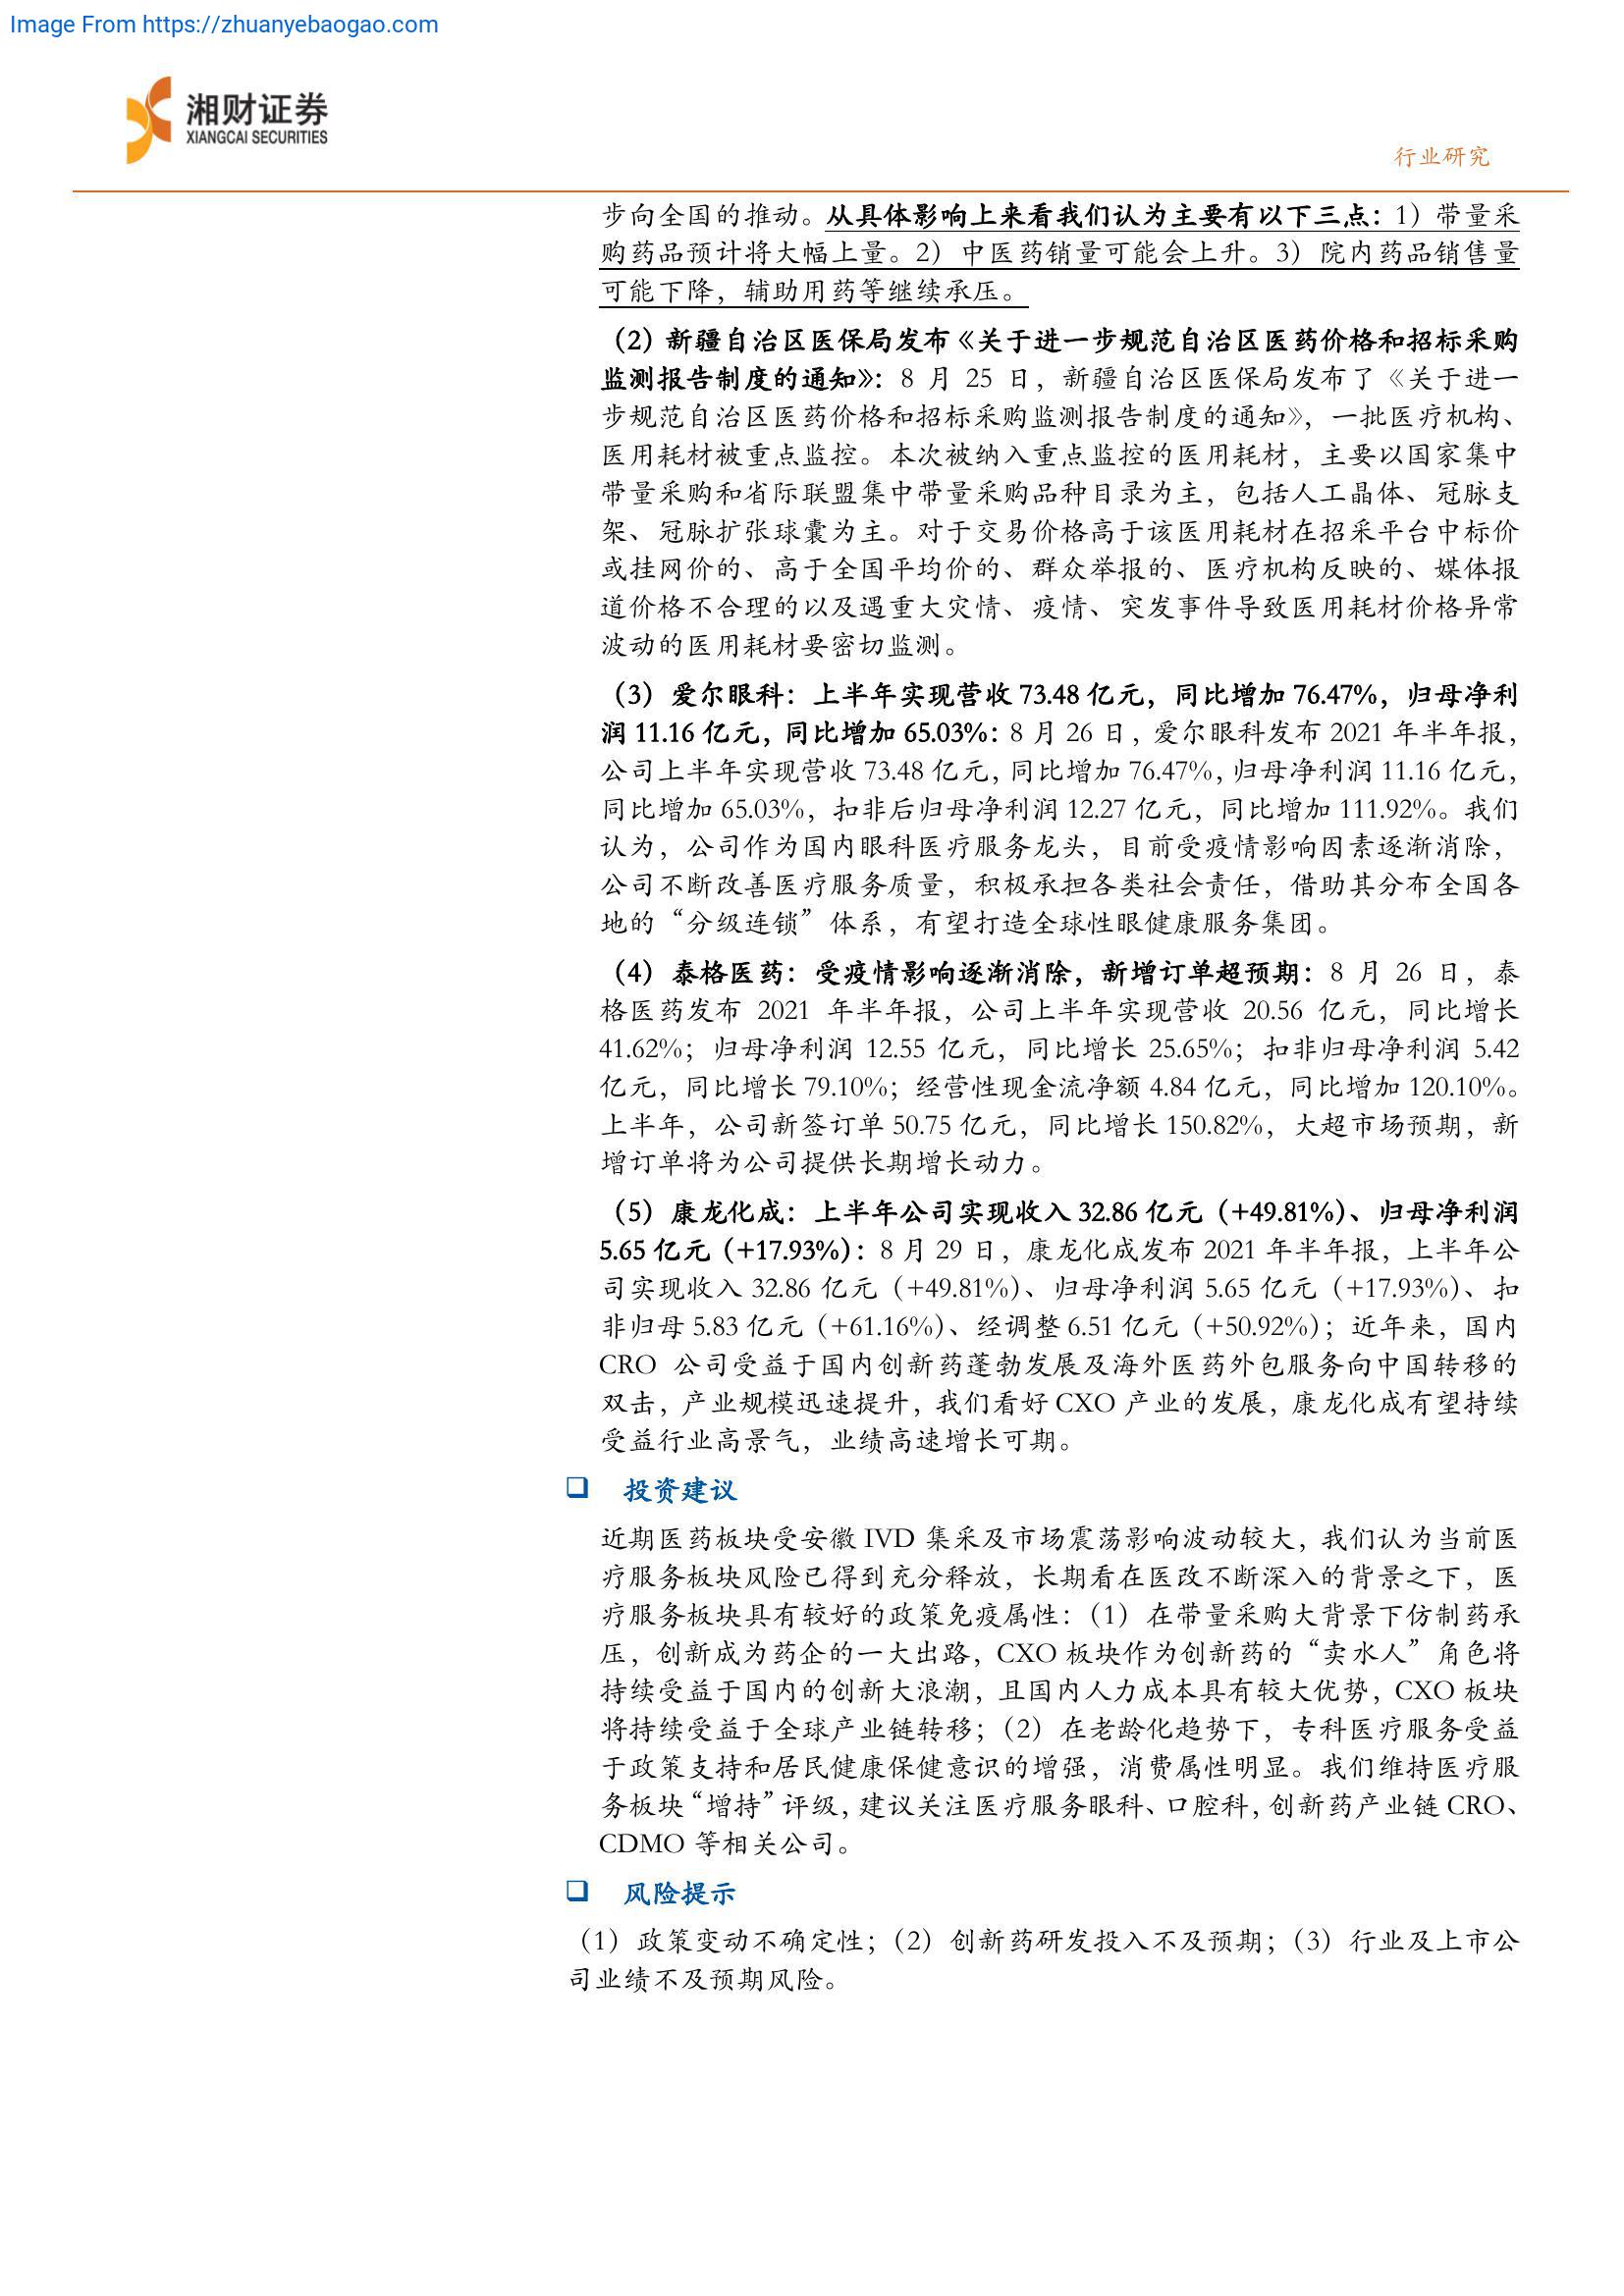 Image From https://zhuanyebaogao.com
湘财证券
XIANGCAI SECURITIES
行业研究
步向全国的推动。从具体影响上来看我们认为主要有以下三点：1）带量采
购药品预计将大幅上量。2）中医药销量可能会上升。3）院内药品销售量
可能下降，辅助用药等继续承压。
（2）新疆自治区医保局发布《关于进一步规范自治区医药价格和招标采购
监测报告制度的通知》：8 月 25 日，新疆自治区医保局发布了《关于进一
步规范自治区医药价格和招标采购监测报告制度的通知》，一批医疗机构、
医用耗材被重点监控。本次被纳入重点监控的医用耗材，主要以国家集中
带量采购和省际联盟集中带量采购品种目录为主，包括人工晶体、冠脉支
架、冠脉扩张球囊为主。对于交易价格高于该医用耗材在招采平台中标价
或挂网价的、高于全国平均价的、群众举报的、医疗机构反映的、媒体报
道价格不合理的以及遇重大灾情、疫情、突发事件导致医用耗材价格异常
波动的医用耗材要密切监测。
（3）爱尔眼科：上半年实现营收 73.48 亿元，同比增加 76.47%，归母净利
润 11.16 亿元，同比增加 65.03%：8 月 26 日，爱尔眼科发布 2021 年半年报，
公司上半年实现营收 73.48 亿元，同比增加 76.47%，归母净利润 11.16 亿元，
同比增加 65.03%，扣非后归母净利润 12.27 亿元，同比增加 111.92%。我们
认为，公司作为国内眼科医疗服务龙头，目前受疫情影响因素逐渐消除，
公司不断改善医疗服务质量，积极承担各类社会责任，借助其分布全国各
地的“分级连锁”体系，有望打造全球性眼健康服务集团。
（4）泰格医药：受疫情影响逐渐消除，新增订单超预期：8 月 26 日，泰
格医药发布 2021 年半年报，公司上半年实现营收 20.56 亿元，同比增长
41.62%；归母净利润 12.55 亿元，同比增长 25.65%；扣非归母净利润 5.42
亿元，同比增长 79.10%；经营性现金流净额 4.84 亿元，同比增加 120.10%。
上半年，公司新签订单 50.75 亿元，同比增长 150.82%，大超市场预期，新
增订单将为公司提供长期增长动力。
（5）康龙化成：上半年公司实现收入 32.86 亿元（+49.81%）、归母净利润
5.65 亿元（+17.93%）：8 月 29 日，康龙化成发布 2021 年半年报，上半年公
司实现收入 32.86 亿元（+49.81%）、归母净利润 5.65 亿元（+17.93%）、扣
非归母 5.83 亿元（+61.16%）、经调整 6.51 亿元（+50.92%）；近年来，国内
CRO 公司受益于国内创新药蓬勃发展及海外医药外包服务向中国转移的
双击，产业规模迅速提升，我们看好 CXO 产业的发展，康龙化成有望持续
受益行业高景气，业绩高速增长可期。
❑ 投资建议
近期医药板块受安徽 IVD 集采及市场震荡影响波动较大，我们认为当前医
疗服务板块风险已得到充分释放，长期看在医改不断深入的背景之下，医
疗服务板块具有较好的政策免疫属性：（1）在带量采购大背景下仿制药承
压，创新成为药企的一大出路，CXO 板块作为创新药的“卖水人”角色将
持续受益于国内的创新大浪潮，且国内人力成本具有较大优势，CXO 板块
将持续受益于全球产业链转移；（2）在老龄化趋势下，专科医疗服务受益
于政策支持和居民健康保健意识的增强，消费属性明显。我们维持医疗服
务板块“增持”评级，建议关注医疗服务眼科、口腔科，创新药产业链 CRO、
CDMO 等相关公司。
❑ 风险提示
（1）政策变动不确定性；（2）创新药研发投入不及预期；（3）行业及上市公
司业绩不及预期风险。